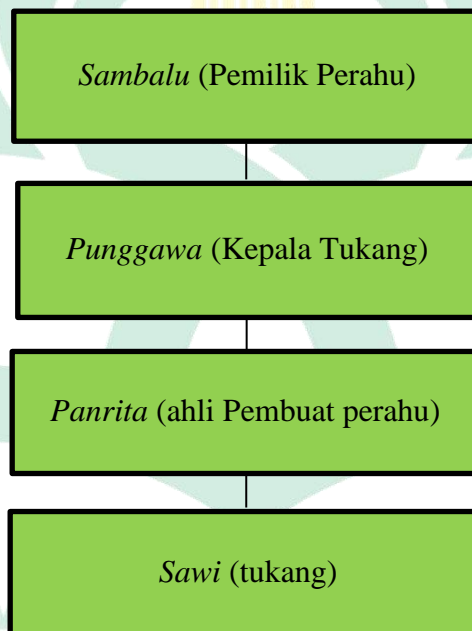 Sambalu (Pemilik Perahu)
Punggawa (Kepala Tukang)
Panrita (ahli Pembuat perahu)
Sawi (tukang)